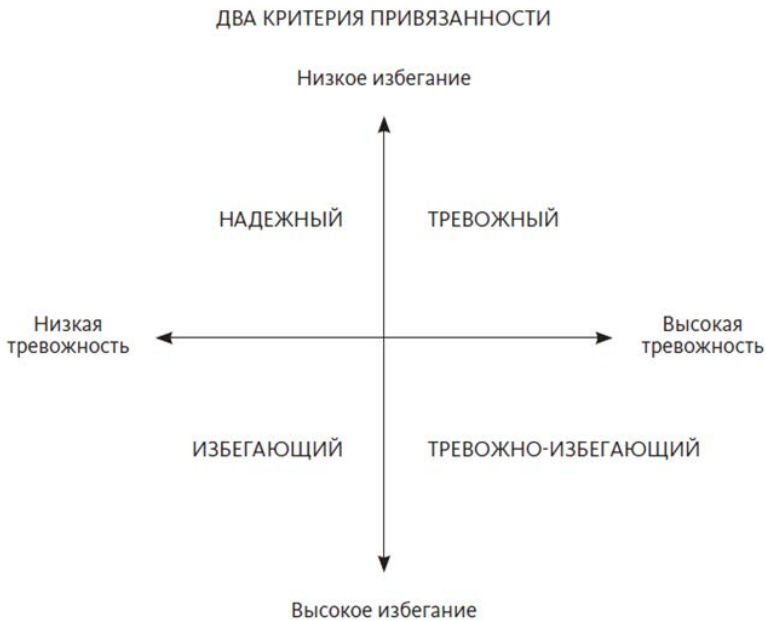 ДВА КРИТЕРИЯ ПРИВЯЗАННОСТИ
Низкое избегание
НАДЕЖНЫЙ
ТРЕВОЖНЫЙ
Низкая
тревожность
Высокая
тревожность
ИЗБЕГАЮЩИЙ
ТРЕВОЖНО-ИЗБЕГАЮЩИЙ
Высокое избегание